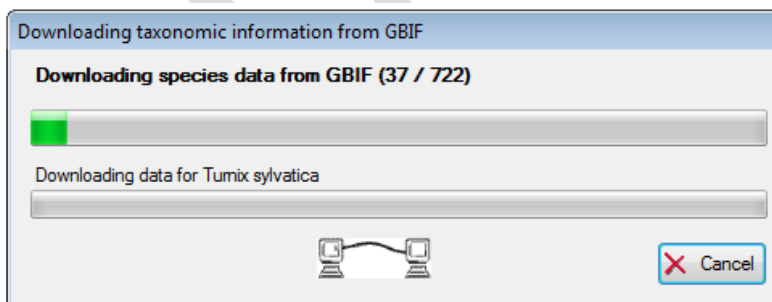 Downloading taxonomic information from GBIF
Downloading species data from GBIF (37 / 722)
Downloading data for Turnix sylvatica
Cancel